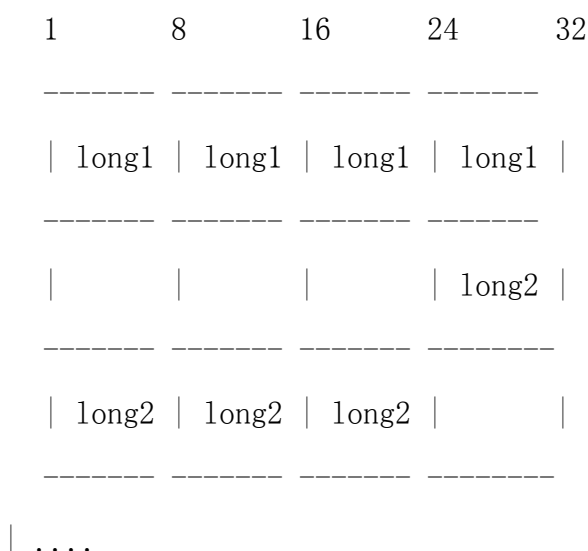 1 8 16 24 32
------- ------- ------- -------
| long1 | long1 | long1 | long1 |
------- ------- ------- -------
| | | | long2 |
------- ------- ------- --------
| long2 | long2 | long2 | |
------- ------- ------- --------
| ....